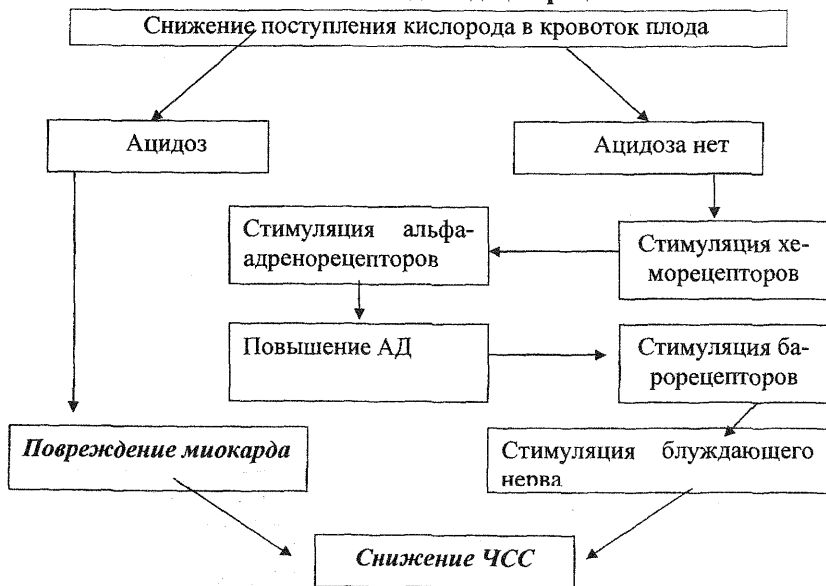 Снижение поступления кислорода в кровоток плода
Ацидоз
Ацидоза нет
Стимуляция альфа-
адренорецепторов
Стимуляция хе-
морецепторов
Повышение АД
Стимуляция ба-
рорецепторов
Повреждение миокарда
Стимуляция блуждающего
нерва
Снижение ЧСС